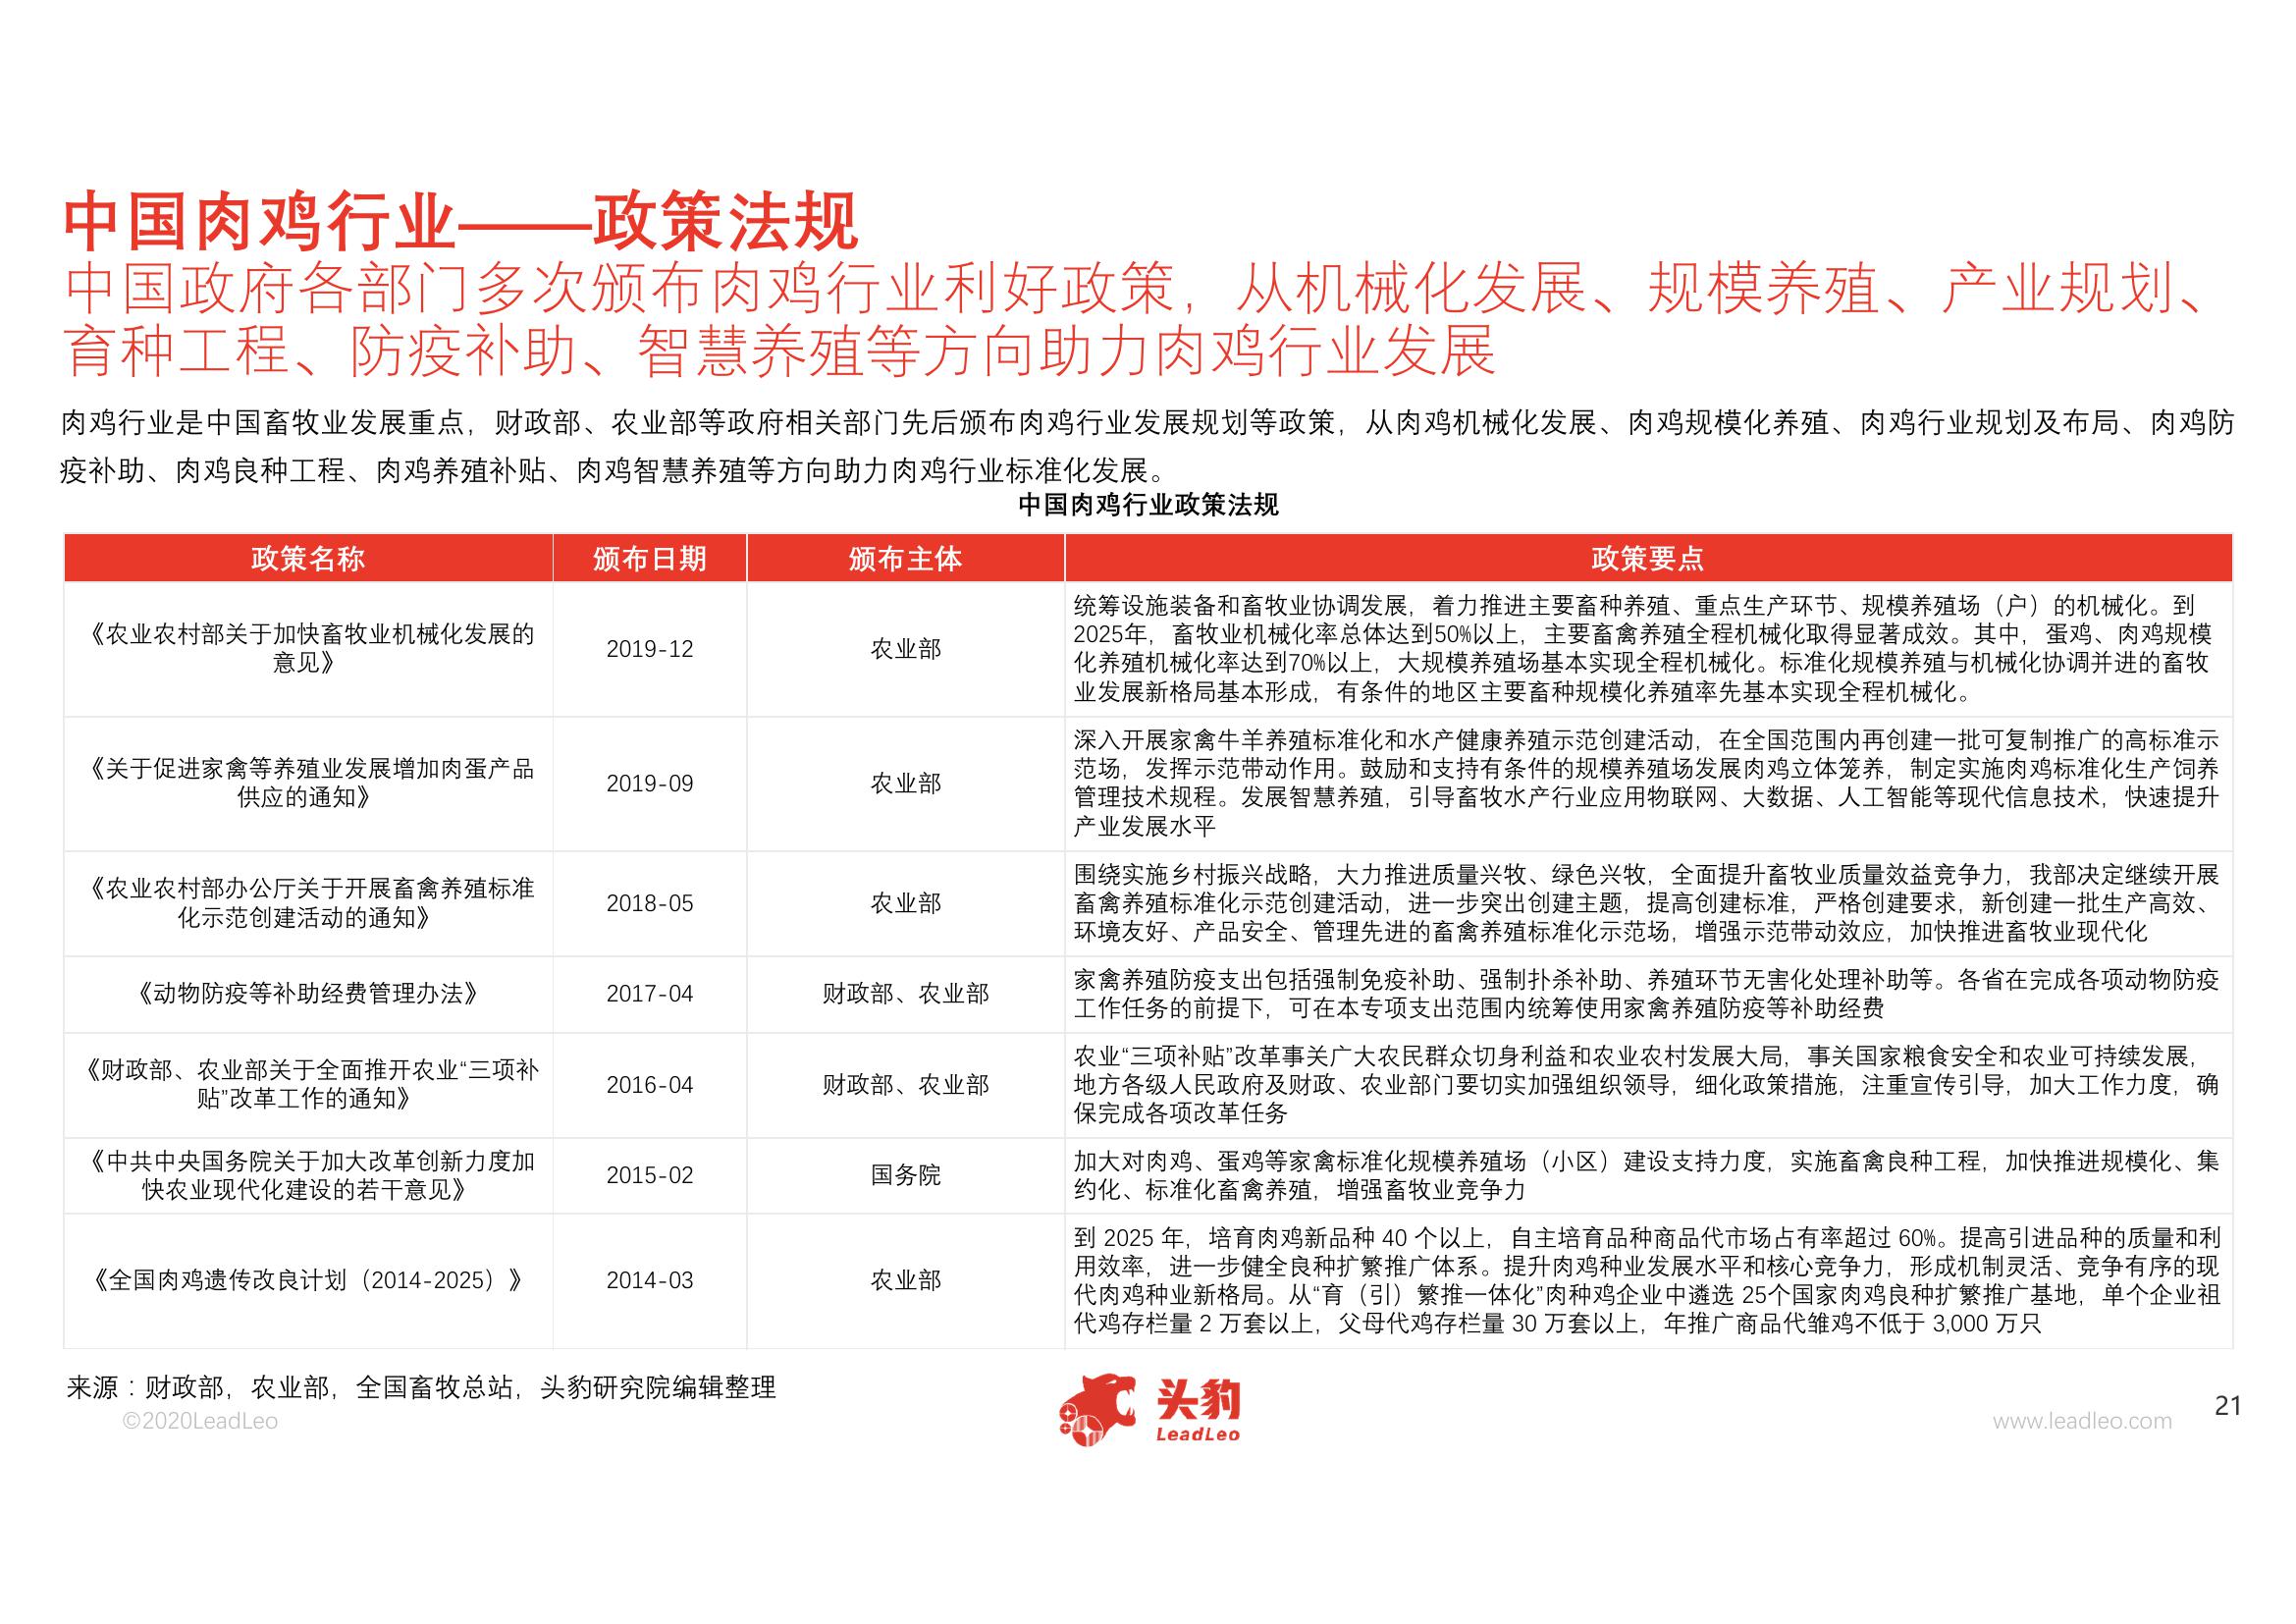 中国肉鸡行业——政策法规
中国政府各部门多次颁布肉鸡行业利好政策，从机械化发展、规模养殖、产业规划、
育种工程、防疫补助、智慧养殖等方向助力肉鸡行业发展
肉鸡行业是中国畜牧业发展重点，财政部、农业部等政府相关部门先后颁布肉鸡行业发展规划等政策，从肉鸡机械化发展、肉鸡规模化养殖、肉鸡行业规划及布局、肉鸡防
疫补助、肉鸡良种工程、肉鸡养殖补贴、肉鸡智慧养殖等方向助力肉鸡行业标准化发展。
中国肉鸡行业政策法规
政策名称 颁布日期 颁布主体 政策要点
《农业农村部关于加快畜牧业机械化发展的
意见》
2019-12
农业部
统筹设施装备和畜牧业协调发展，着力推进主要畜种养殖、重点生产环节、规模养殖场（户）的机械化。到
2025年，畜牧业机械化率总体达到50%以上，主要畜禽养殖全程机械化取得显著成效。其中，蛋鸡、肉鸡规模
化养殖机械化率达到70%以上，大规模养殖场基本实现全程机械化。标准化规模养殖与机械化协调并进的畜牧
业发展新格局基本形成，有条件的地区主要畜种规模化养殖率先基本实现全程机械化。
《关于促进家禽等养殖业发展增加肉蛋产品
供应的通知》
2019-09
农业部
深入开展家禽牛羊养殖标准化和水产健康养殖示范创建活动，在全国范围内再创建一批可复制推广的高标准示
范场，发挥示范带动作用。鼓励和支持有条件的规模养殖场发展肉鸡立体笼养，制定实施肉鸡标准化生产饲养
管理技术规程。发展智慧养殖，引导畜牧水产行业应用物联网、大数据、人工智能等现代信息技术，快速提升
产业发展水平
《农业农村部办公厅关于开展畜禽养殖标准
化示范创建活动的通知》
2018-05
农业部
围绕实施乡村振兴战略，大力推进质量兴牧、绿色兴牧，全面提升畜牧业质量效益竞争力，我部决定继续开展
畜禽养殖标准化示范创建活动，进一步突出创建主题，提高创建标准，严格创建要求，新创建一批生产高效、
环境友好、产品安全、管理先进的畜禽养殖标准化示范场，增强示范带动效应，加快推进畜牧业现代化
《动物防疫等补助经费管理办法》
2017-04
财政部、农业部
家禽养殖防疫支出包括强制免疫补助、强制扑杀补助、养殖环节无害化处理补助等。各省在完成各项动物防疫
工作任务的前提下，可在本专项支出范围内统筹使用家禽养殖防疫等补助经费
《财政部、农业部关于全面推开农业“三项补
贴”改革工作的通知》
2016-04
财政部、农业部
农业“三项补贴”改革事关广大农民群众切身利益和农业农村发展大局，事关国家粮食安全和农业可持续发展，
地方各级人民政府及财政、农业部门要切实加强组织领导，细化政策措施，注重宣传引导，加大工作力度，确
保完成各项改革任务
《中共中央国务院关于加大改革创新力度加
快农业现代化建设的若干意见》
2015-02
国务院
加大对肉鸡、蛋鸡等家禽标准化规模养殖场（小区）建设支持力度，实施畜禽良种工程，加快推进规模化、集
约化、标准化畜禽养殖，增强畜牧业竞争力
《全国肉鸡遗传改良计划（2014-2025）》
2014-03
农业部
到 2025 年，培育肉鸡新品种 40 个以上，自主培育品种商品代市场占有率超过 60%。提高引进品种的质量和利
用效率，进一步健全良种扩繁推广体系。提升肉鸡种业发展水平和核心竞争力，形成机制灵活、竞争有序的现
代肉鸡种业新格局。从“育（引）繁推一体化”肉种鸡企业中遴选 25个国家肉鸡良种扩繁推广基地，单个企业祖
代鸡存栏量 2 万套以上，父母代鸡存栏量 30 万套以上，年推广商品代雏鸡不低于 3,000 万只
来源：财政部，农业部，全国畜牧总站，头豹研究院编辑整理
©2020LeadLeo
头豹
LeadLeo
www.leadleo.com
21